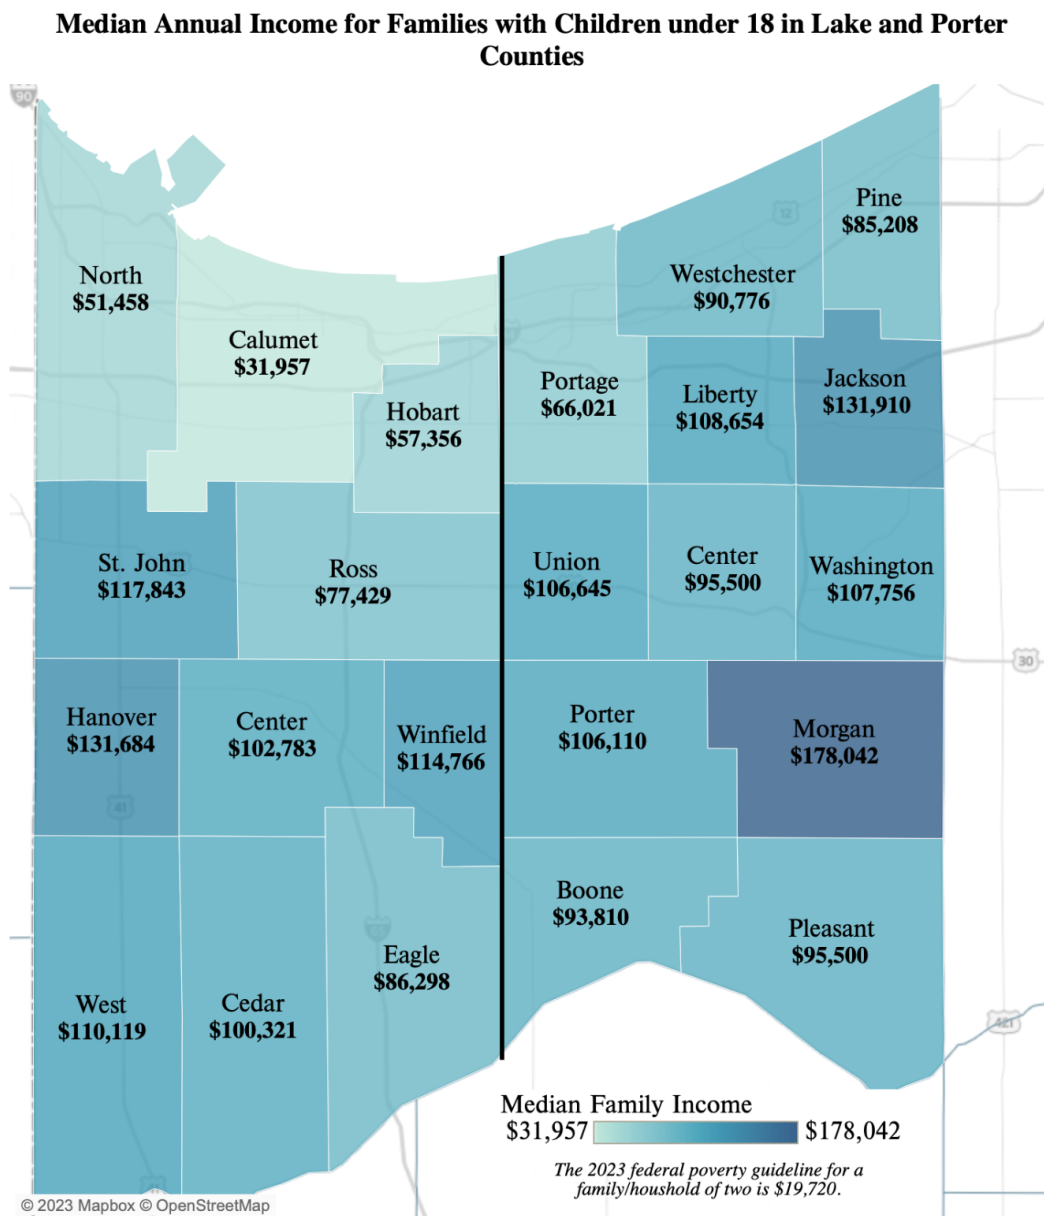 Median Annual Income for Families with Children under 18 in Lake and Porter
Counties
90
12
Pine
$85,208
North
$51,458
Westchester
$90,776
Calumet
$31,957
Hobart
$57,356
Portage
$66,021
Liberty
$108,654
Jackson
$131,910
St. John
$117,843
Ross
$77,429
Union
$106,645
Center
$95,500
Washington
$107,756
30
Hanover
$131,684
Center
$102,783
Winfield
$114,766
Porter
$106,110
Morgan
$178,042
41
Boone
$93,810
Pleasant
$95,500
Eagle
$86,298
West
$110,119
Cedar
$100,321
421
Median Family Income
$31,957
$178,042
The 2023 federal poverty guideline for a
family/houshold of two is $19,720.
© 2023 Mapbox © OpenStreetMap